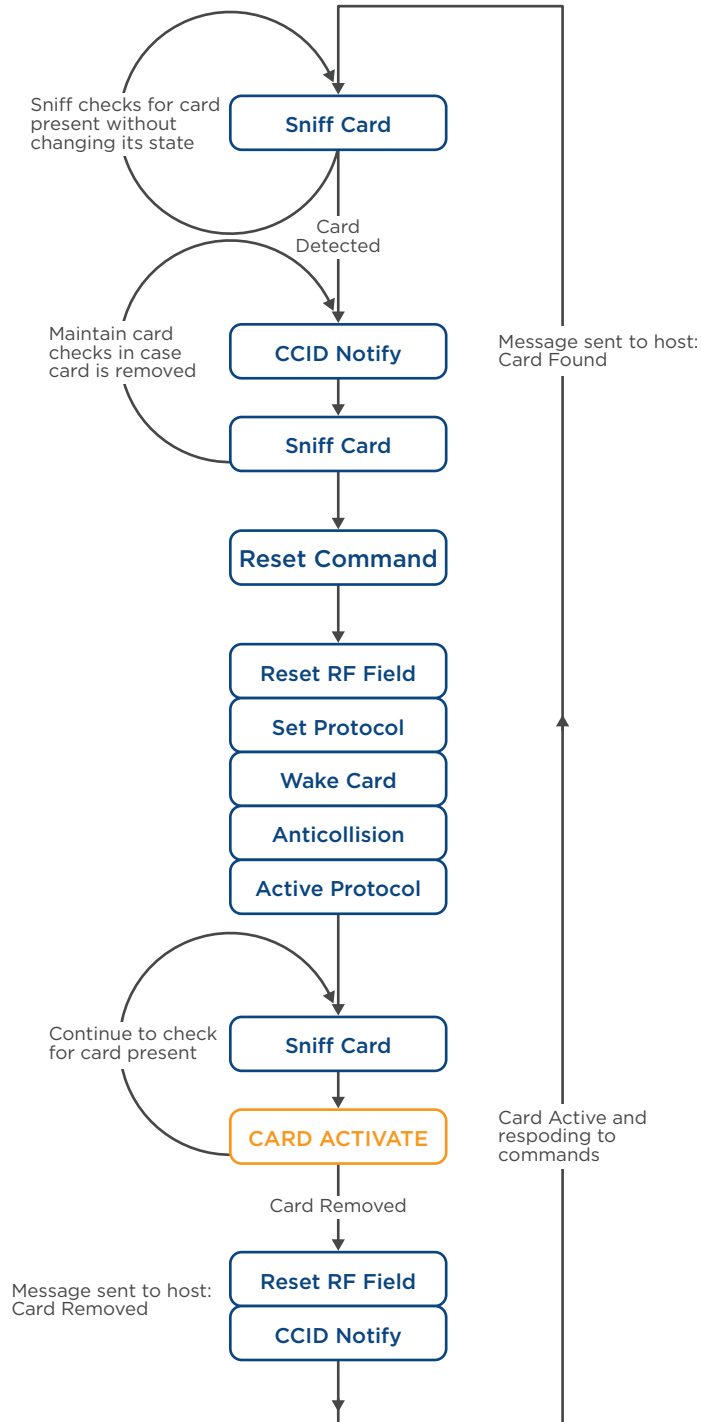 Sniff checks for card
present without
changing its state
Sniff Card
Card
Detected
Maintain card
checks in case
card is removed
CCID Notify
Message sent to host:
Card Found
Sniff Card
Reset Command
Reset RF Field
Set Protocol
Wake Card
Anticollision
Active Protocol
Continue to check
for card present
Sniff Card
CARD ACTIVATE
Card Active and
respoding to
commands
Card Removed
Message sent to host:
Card Removed
Reset RF Field
CCID Notify